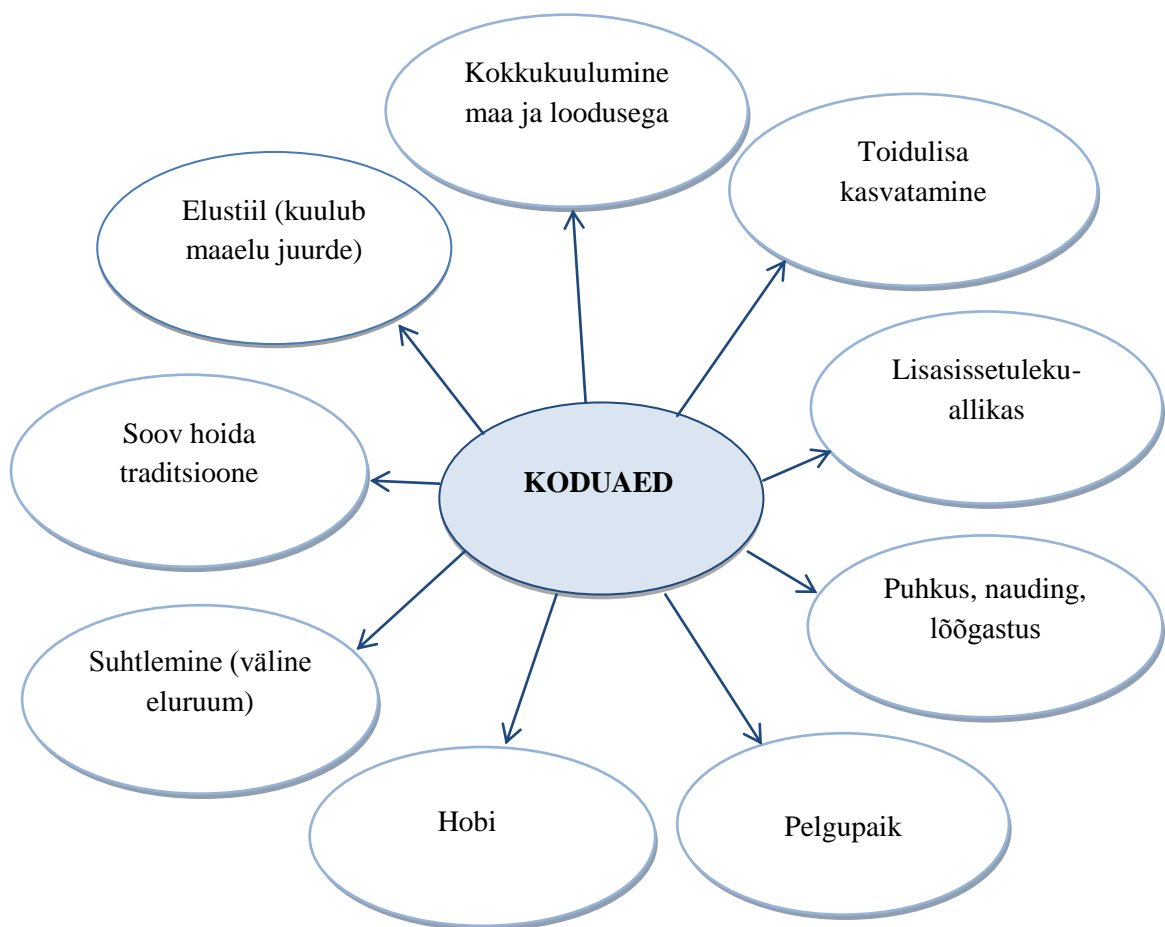 Kokkukuulumine
maa ja loodusega
Toidulisa
kasvatamine
Elustiil (kuulub
maaelu juurde)
Lisasissetuleku-
allikas
Soov hoida
traditsioone
KODUAED
Puhkus, nauding,
lõõgastus
Suhtlemine (väline
eluruum)
Hobi
Pelgupaik